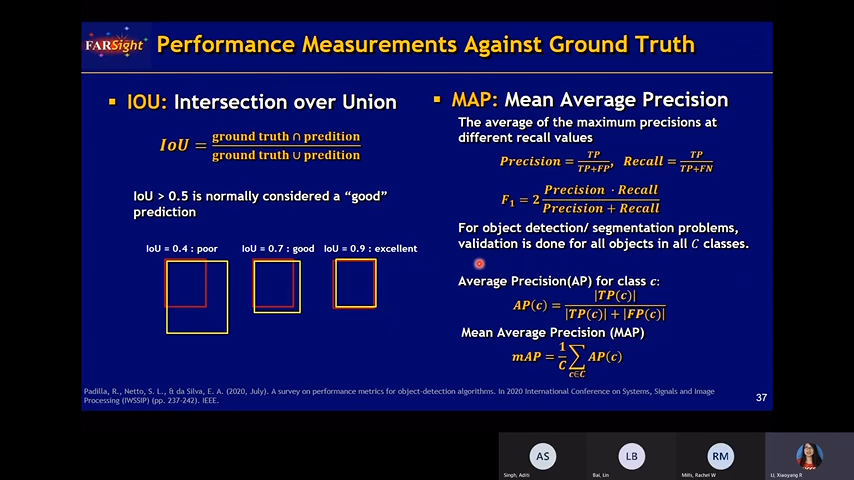 FARSight
Performance Measurements Against Ground Truth
▪ IOU: Intersection over Union
IoU = ground truth ∩ predition / ground truth ∪ predition
IoU > 0.5 is normally considered a “good”
prediction
IoU = 0.4 : poor
IoU = 0.7 : good
IoU = 0.9 : excellent
▪ MAP: Mean Average Precision
The average of the maximum precisions at
different recall values
Precision = TP / TP+FP, Recall = TP / TP+FN
F₁ = 2 Precision · Recall / Precision + Recall
For object detection/ segmentation problems,
validation is done for all objects in all C classes.
Average Precision(AP) for class c:
AP(c) = |TP(c)| / |TP(c)| + |FP(c)|
Mean Average Precision (MAP)
mAP = 1/C ∑ c∈C AP(c)
Padilla, R., Netto, S. L., & da Silva, E. A. (2020, July). A survey on performance metrics for object-detection algorithms. In 2020 International Conference on Systems, Signals and Image
Processing (IWSSIP) (pp. 237-242). IEEE.
37
AS
LB
RM
Singh, Aditi
Bai, Lin
Mills, Rachel W
LI, Xiaoyang R